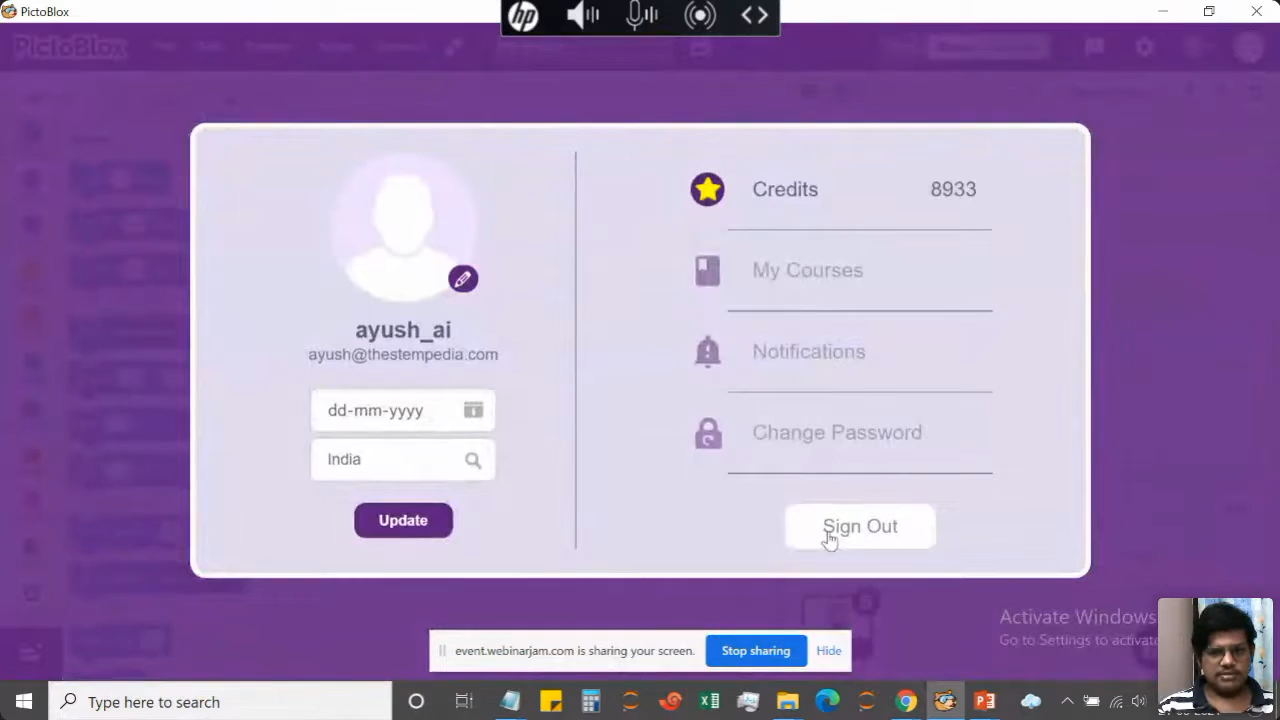 PictoBlox
hp
PictoBlox
Credits 8933
My Courses
ayush_ai
ayush@thestempedia.com
Notifications
dd-mm-yyyy
Change Password
India
Update
Sign Out
Activate Windows
Go to Settings to activate
event.webinarjam.com is sharing your screen.
Stop sharing
Hide
Type here to search